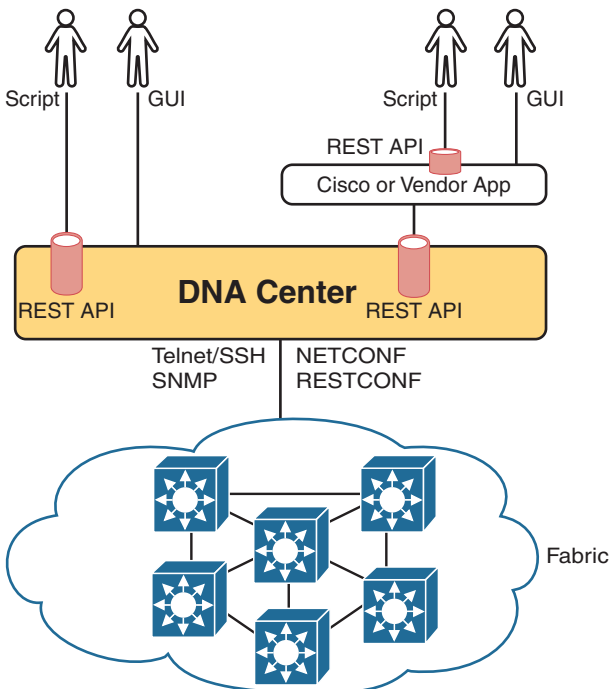 Script
GUI
Script
GUI
REST API
Cisco or Vendor App
DNA Center
REST API
REST API
Telnet/SSH
SNMP
NETCONF
RESTCONF
Fabric